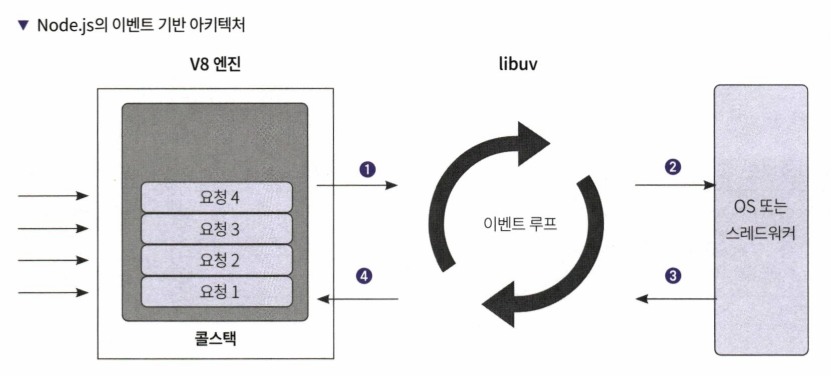 ▼ Node.js의 이벤트 기반 아키텍처
V8 엔진
libuv
❶
❷
요청 4
요청 3
요청 2
요청 1
이벤트 루프
OS 또는
스레드워커
❹
❸
콜스택